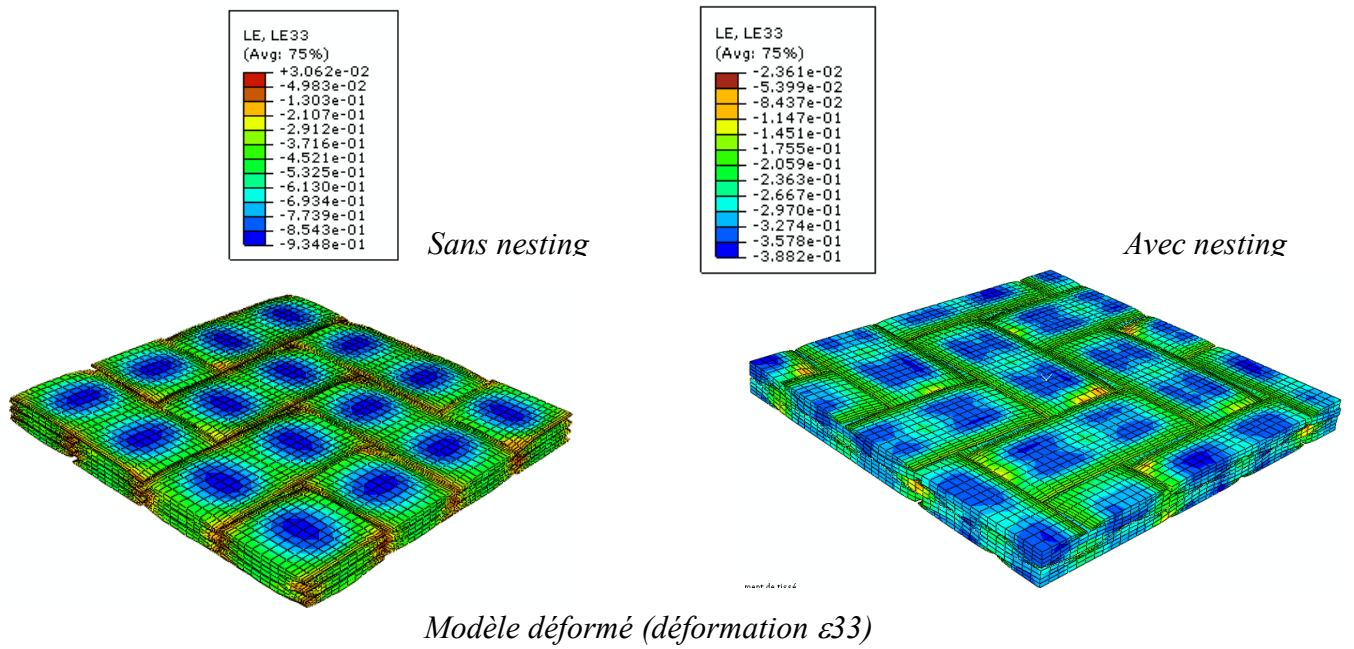 LE, LE33
(Avg: 75%)
+3.062e-02
-4.983e-02
-1.303e-01
-2.107e-01
-2.912e-01
-3.716e-01
-4.521e-01
-5.325e-01
-6.130e-01
-6.934e-01
-7.739e-01
-8.543e-01
-9.348e-01
Sans nesting
LE, LE33
(Avg: 75%)
-2.361e-02
-5.399e-02
-8.437e-02
-1.147e-01
-1.451e-01
-1.755e-01
-2.059e-01
-2.363e-01
-2.667e-01
-2.970e-01
-3.274e-01
-3.578e-01
-3.882e-01
Avec nesting
ment de tissé
Modèle déformé (déformation ε33)